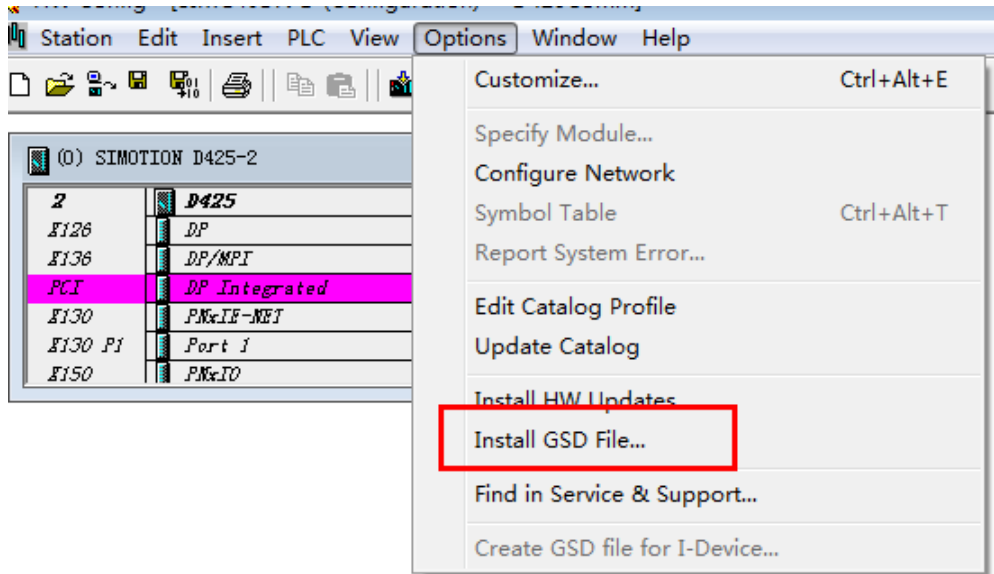 Station Edit Insert PLC View Options Window Help
Customize... Ctrl+Alt+E
Specify Module...
Configure Network
Symbol Table Ctrl+Alt+T
Report System Error...
Edit Catalog Profile
Update Catalog
Install HW Updates
Install GSD File...
Find in Service & Support...
Create GSD file for I-Device...
(0) SIMOTION D425-2
2 D425
X126 DP
X136 DP/MPI
PCI DP Integrated
X130 PNxIE-NET
X130 P1 Port 1
X150 PNxIO